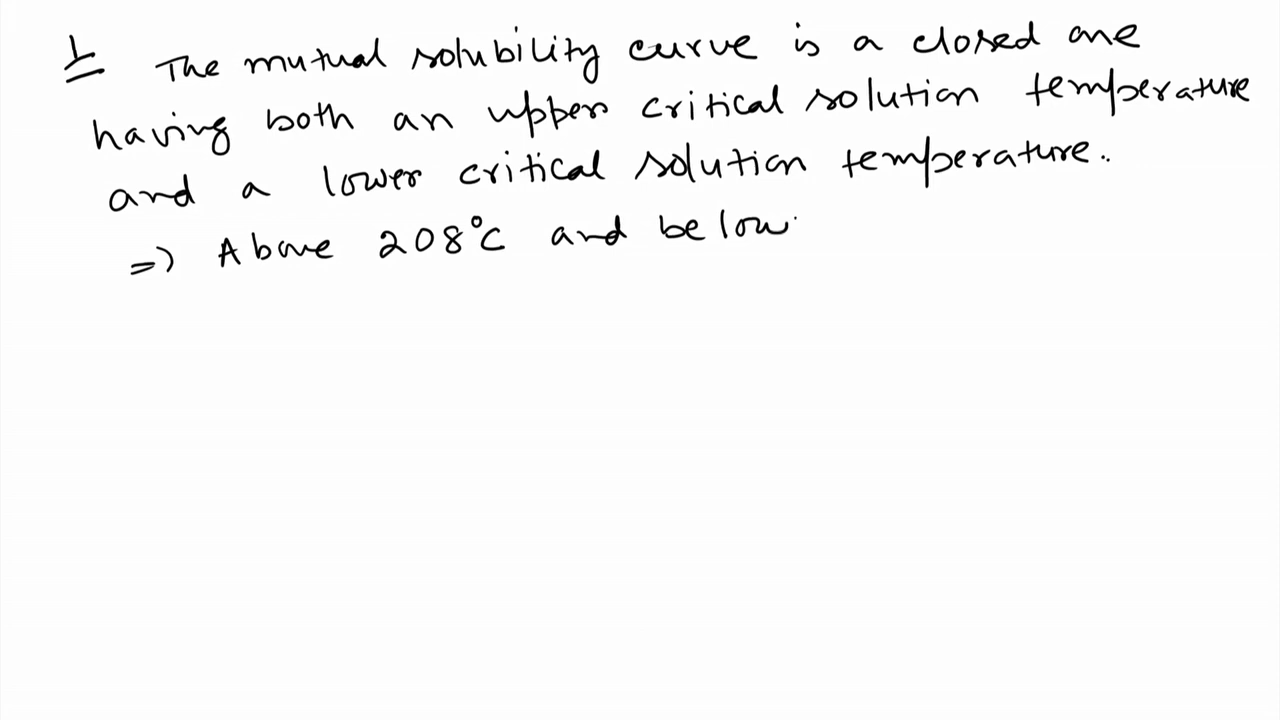 1 The mutual solubility curve is a closed one
having both an upper critical solution temperature
and a lower critical solution temperature.
=> Above 208°C and below